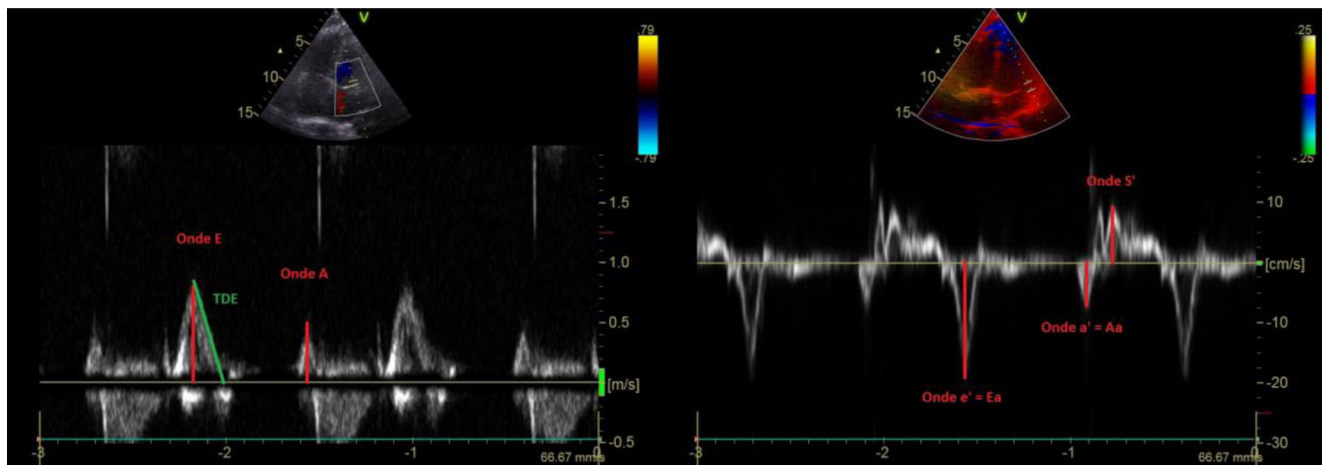 V
5
10
15
.79
-.79
Onde E
Onde A
TDE
1.5
1.0
0.5
[m/s]
-0.5
-3
-2
-1
66.67 mm/s
0
V
5
10
15
.25
-.25
Onde S'
Onde a' = Aa
Onde e' = Ea
10
[cm/s]
-10
-20
-30
-3
-2
-1
66.67 mm/s
0